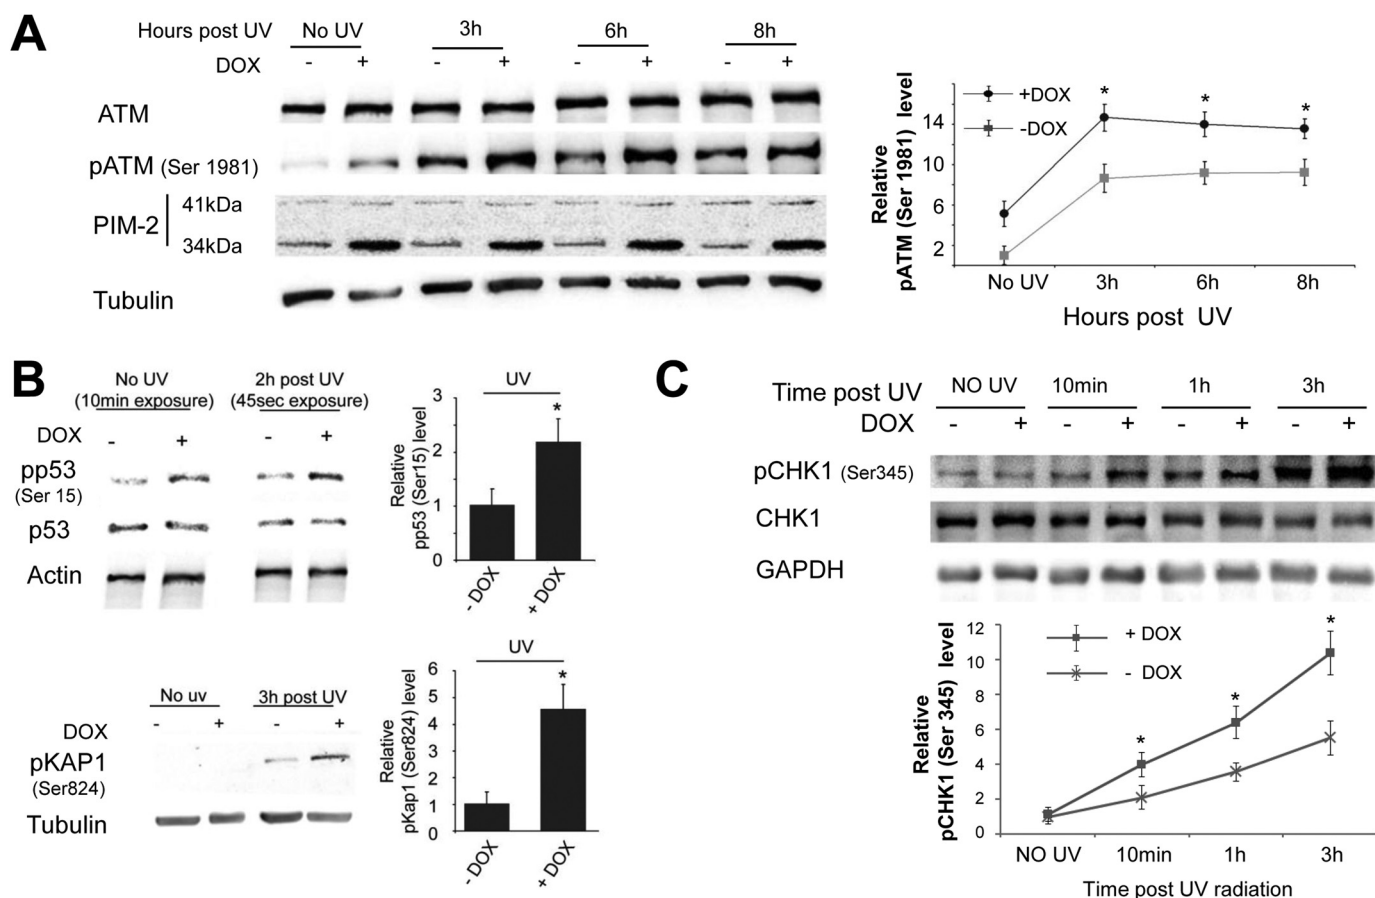 A
Hours post UV No UV 3h 6h 8h
DOX - + - + - + - +
ATM
pATM (Ser 1981)
PIM-2
41kDa
34kDa
Tubulin
+DOX
-DOX
* * *
Relative
pATM (Ser 1981) level
14
10
6
2
No UV 3h 6h 8h
Hours post UV
B
No UV
(10min exposure)
2h post UV
(45sec exposure)
DOX - + - +
pp53
(Ser 15)
p53
Actin
UV
*
Relative
pp53 (Ser15) level
3
2
1
0
- DOX + DOX
No uv 3h post UV
DOX - + - +
pKAP1
(Ser824)
Tubulin
UV
*
Relative
pKap1 (Ser824) level
6
5
4
3
2
1
0
- DOX + DOX
C
Time post UV NO UV 10min 1h 3h
DOX - + - + - + - +
pCHK1 (Ser345)
CHK1
GAPDH
+ DOX
- DOX
* * *
Relative
pCHK1 (Ser 345) level
12
10
8
6
4
2
0
NO UV 10min 1h 3h
Time post UV radiation